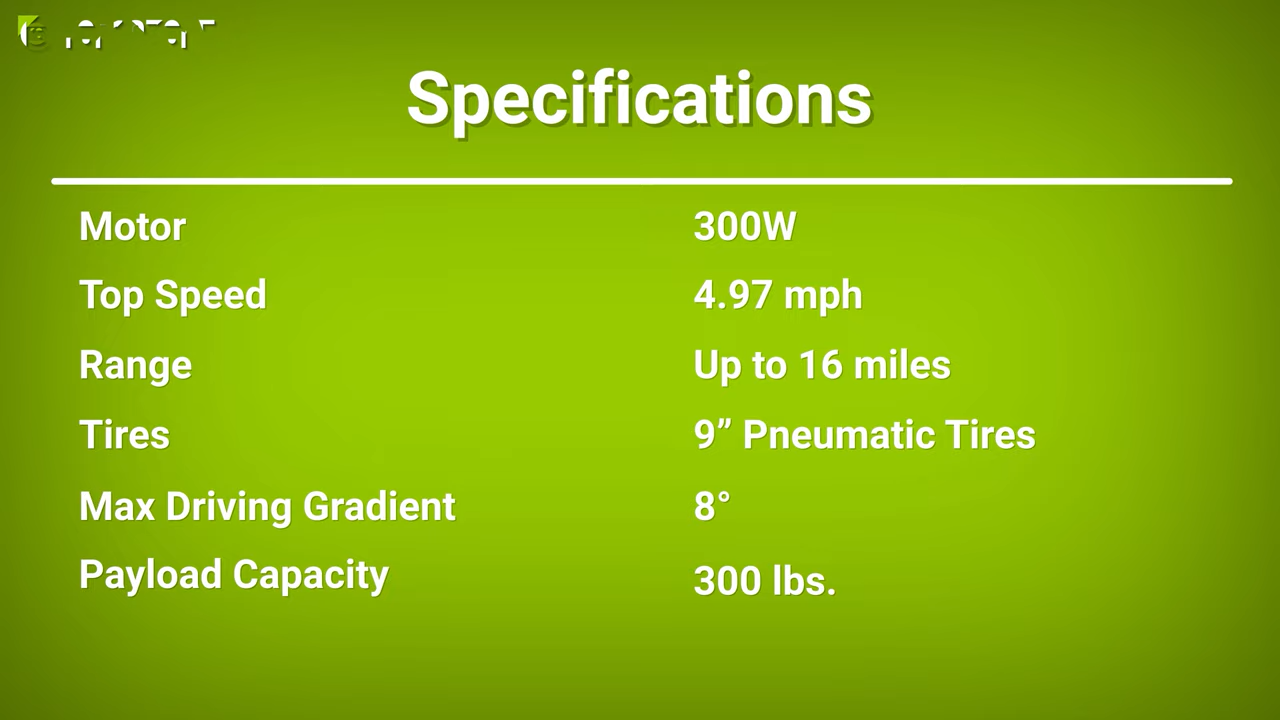 Specifications
Motor 300W
Top Speed 4.97 mph
Range Up to 16 miles
Tires 9” Pneumatic Tires
Max Driving Gradient 8°
Payload Capacity 300 lbs.